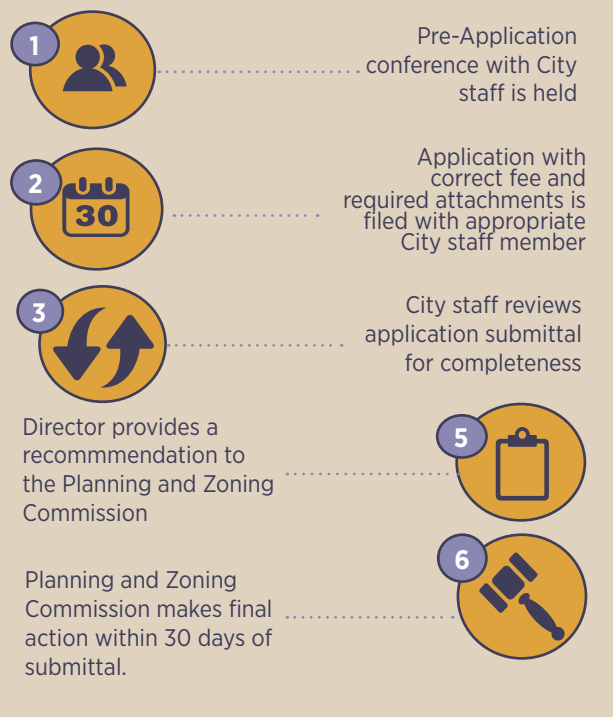 1
Pre-Application
conference with City
staff is held
2
30
Application with
correct fee and
required attachments is
filed with appropriate
City staff member
3
City staff reviews
application submittal
for completeness
Director provides a
recommmendation to
the Planning and Zoning
Commission
5
Planning and Zoning
Commission makes final
action within 30 days of
submittal.
6